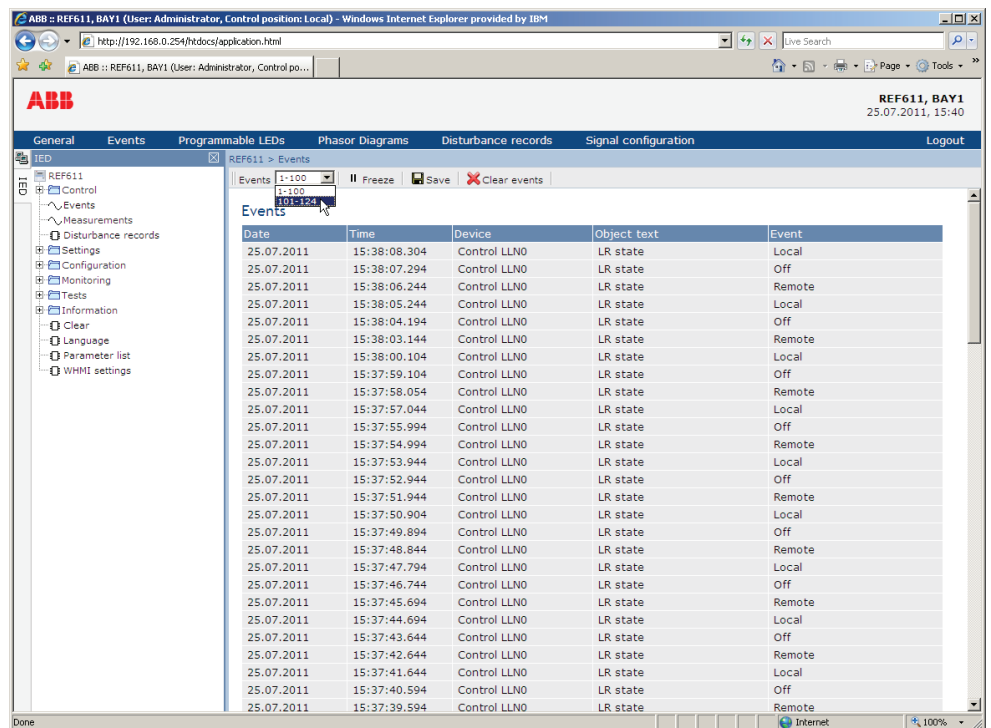 ABB :: REF611, BAY1 (User: Administrator, Control position: Local) - Windows Internet Explorer provided by IBM
http://192.168.0.254/htdocs/application.html
Live Search
ABB :: REF611, BAY1 (User: Administrator, Control po...
Page
Tools
»
ABB
REF611, BAY1
25.07.2011, 15:40
General Events Programmable LEDs Phasor Diagrams Disturbance records Signal configuration Logout
IED
IED
REF611
Control
Events
Measurements
Disturbance records
Settings
Configuration
Monitoring
Tests
Information
Clear
Language
Parameter list
WHMI settings
REF611 > Events
Events 1-100 Freeze Save Clear events
1-100
101-124
Events
Date Time Device Object text Event
25.07.2011 15:38:08.304 Control LLN0 LR state Local
25.07.2011 15:38:07.294 Control LLN0 LR state Off
25.07.2011 15:38:06.244 Control LLN0 LR state Remote
25.07.2011 15:38:05.244 Control LLN0 LR state Local
25.07.2011 15:38:04.194 Control LLN0 LR state Off
25.07.2011 15:38:03.144 Control LLN0 LR state Remote
25.07.2011 15:38:00.104 Control LLN0 LR state Local
25.07.2011 15:37:59.104 Control LLN0 LR state Off
25.07.2011 15:37:58.054 Control LLN0 LR state Remote
25.07.2011 15:37:57.044 Control LLN0 LR state Local
25.07.2011 15:37:55.994 Control LLN0 LR state Off
25.07.2011 15:37:54.994 Control LLN0 LR state Remote
25.07.2011 15:37:53.944 Control LLN0 LR state Local
25.07.2011 15:37:52.944 Control LLN0 LR state Off
25.07.2011 15:37:51.944 Control LLN0 LR state Remote
25.07.2011 15:37:50.904 Control LLN0 LR state Local
25.07.2011 15:37:49.894 Control LLN0 LR state Off
25.07.2011 15:37:48.844 Control LLN0 LR state Remote
25.07.2011 15:37:47.794 Control LLN0 LR state Local
25.07.2011 15:37:46.744 Control LLN0 LR state Off
25.07.2011 15:37:45.694 Control LLN0 LR state Remote
25.07.2011 15:37:44.694 Control LLN0 LR state Local
25.07.2011 15:37:43.644 Control LLN0 LR state Off
25.07.2011 15:37:42.644 Control LLN0 LR state Remote
25.07.2011 15:37:41.644 Control LLN0 LR state Local
25.07.2011 15:37:40.594 Control LLN0 LR state Off
25.07.2011 15:37:39.594 Control LLN0 LR state Remote
Done Internet 100%